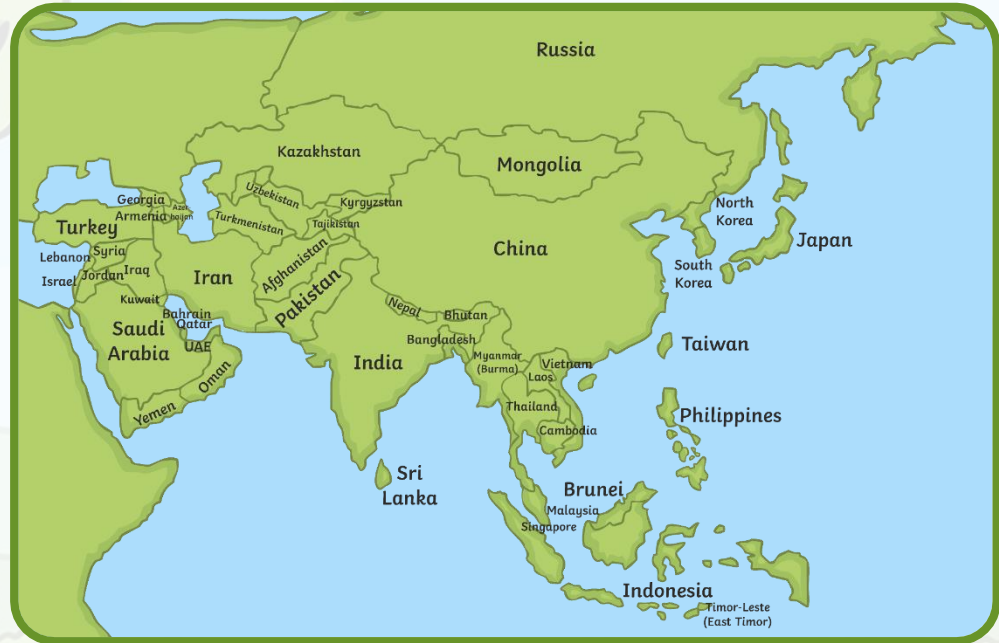 Russia
Kazakhstan
Mongolia
Uzbekistan
Kyrgyzstan
Georgia
Armenia
Azer
baijan
Turkmenistan
Tajikistan
Turkey
North
Korea
Japan
Lebanon
Syria
China
Afghanistan
Israel
Jordan
Iraq
Iran
South
Korea
Pakistan
Kuwait
Nepal
Bahrain
Qatar
Bhutan
Saudi
Arabia
UAE
Bangladesh
Taiwan
India
Myanmar
(Burma)
Vietnam
Laos
Oman
Yemen
Thailand
Philippines
Cambodia
Sri
Lanka
Brunei
Malaysia
Singapore
Indonesia
Timor-Leste
(East Timor)